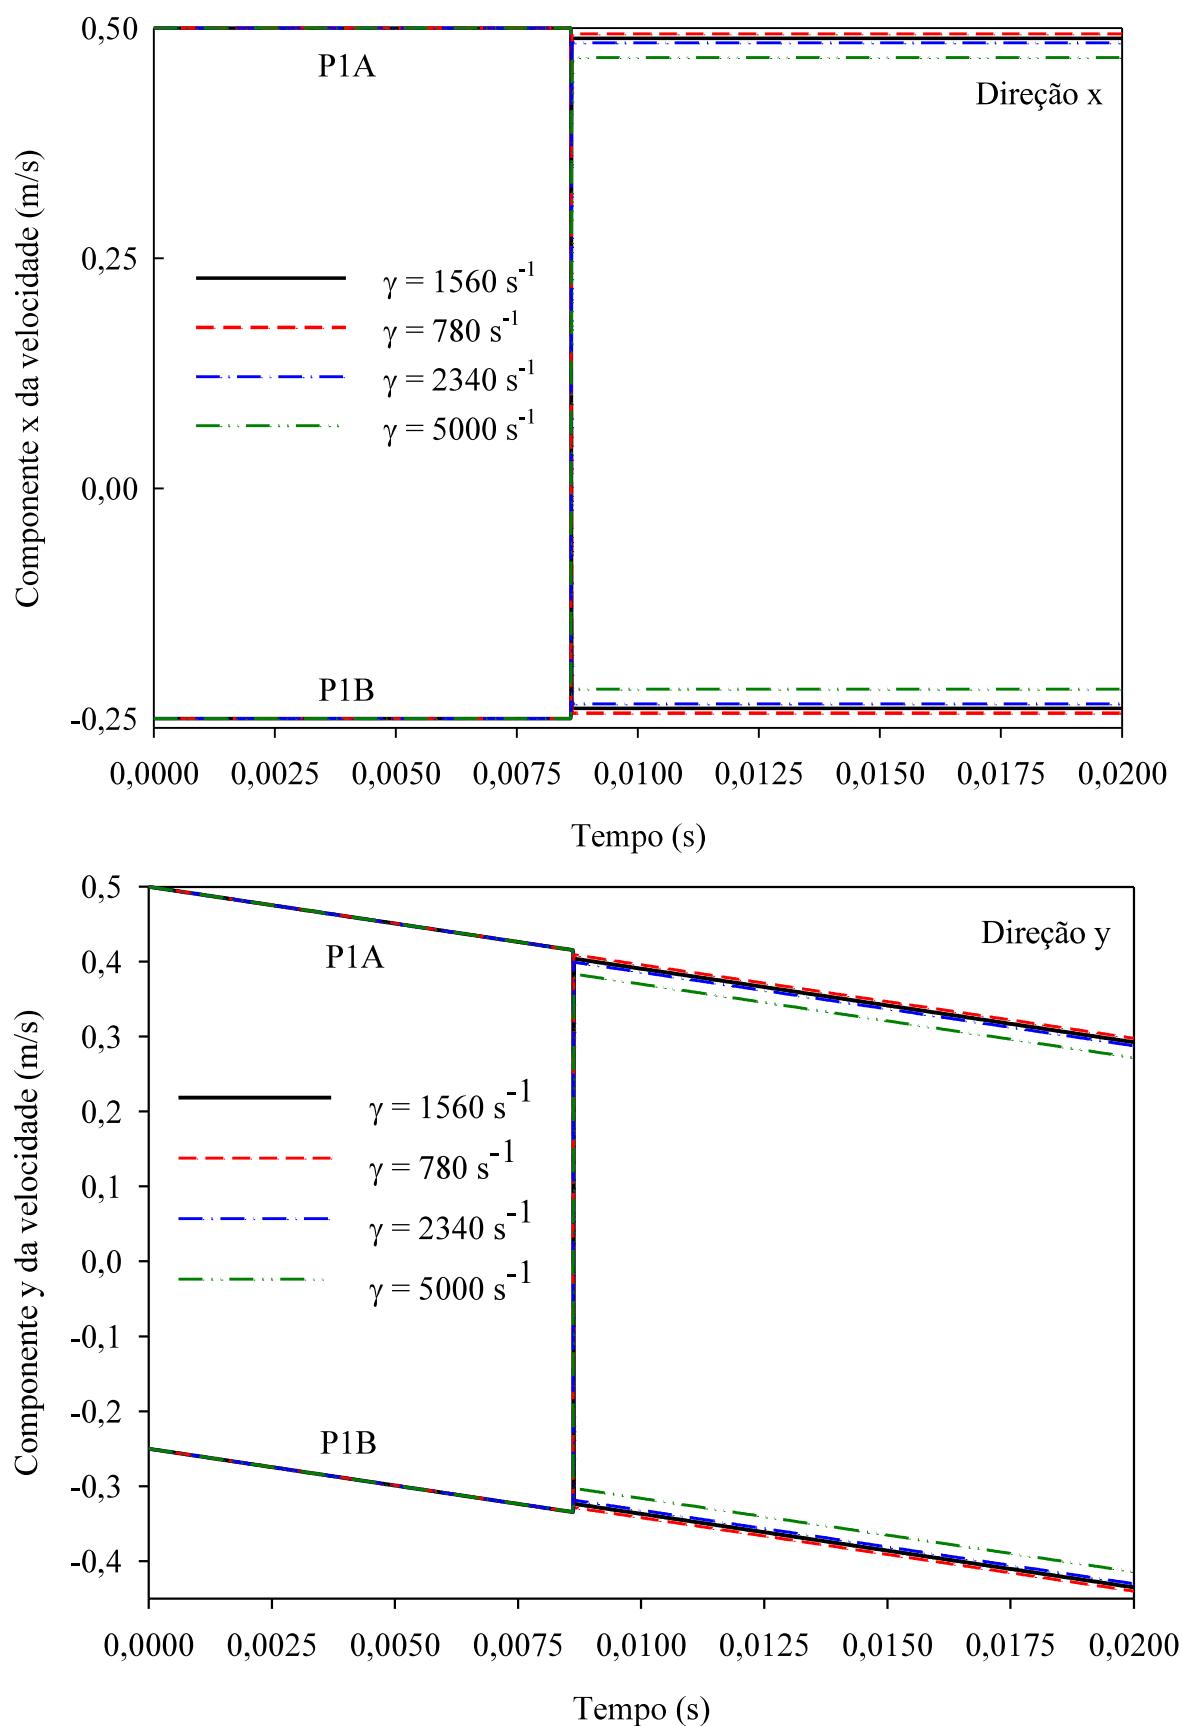 0,50
P1A
Direção x
0,25
γ = 1560 s-1
γ = 780 s-1
γ = 2340 s-1
γ = 5000 s-1
0,00
P1B
-0,25
0,0000 0,0025 0,0050 0,0075 0,0100 0,0125 0,0150 0,0175 0,0200
Tempo (s)
Componente x da velocidade (m/s)
0,5
Direção y
P1A
0,4
0,3
0,2
γ = 1560 s-1
γ = 780 s-1
0,1
γ = 2340 s-1
0,0
γ = 5000 s-1
-0,1
-0,2
P1B
-0,3
-0,4
0,0000 0,0025 0,0050 0,0075 0,0100 0,0125 0,0150 0,0175 0,0200
Tempo (s)
Componente y da velocidade (m/s)